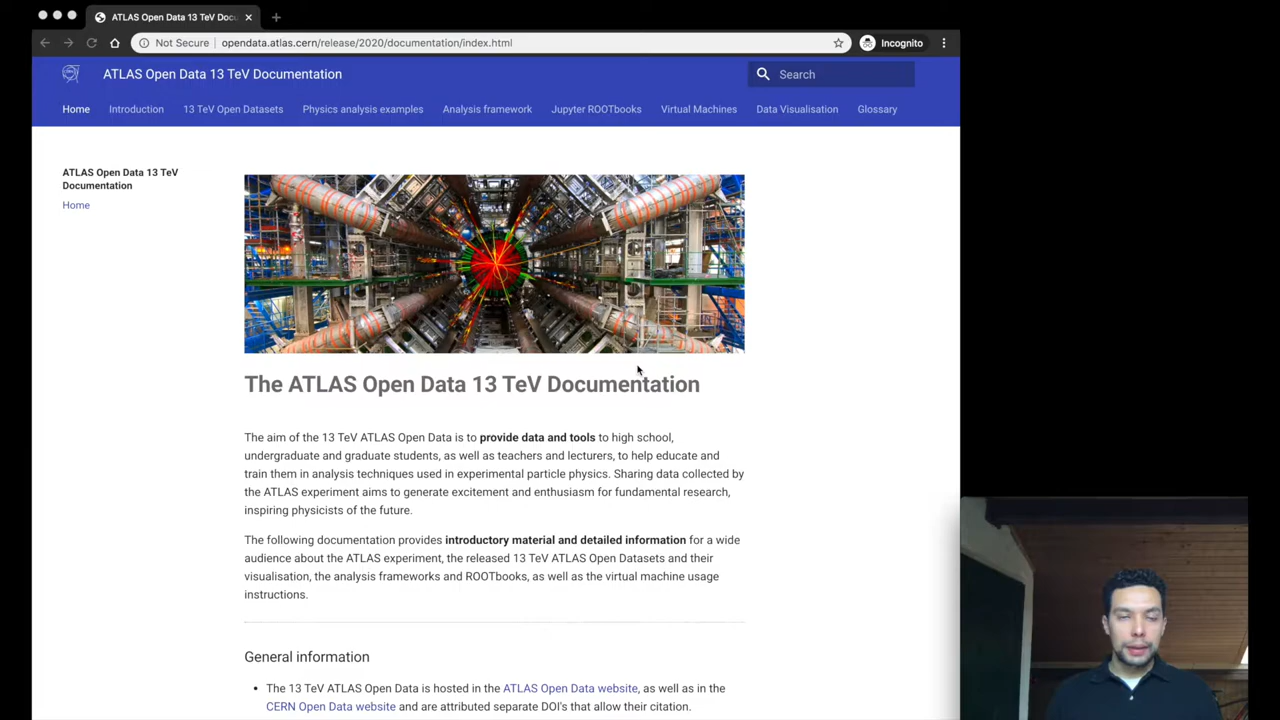 ATLAS Open Data 13 TeV Docu
Not Secure opendata.atlas.cern/release/2020/documentation/index.html Incognito
ATLAS Open Data 13 TeV Documentation Search
Home Introduction 13 TeV Open Datasets Physics analysis examples Analysis framework Jupyter ROOTbooks Virtual Machines Data Visualisation Glossary
ATLAS Open Data 13 TeV
Documentation
Home
The ATLAS Open Data 13 TeV Documentation
The aim of the 13 TeV ATLAS Open Data is to provide data and tools to high school,
undergraduate and graduate students, as well as teachers and lecturers, to help educate and
train them in analysis techniques used in experimental particle physics. Sharing data collected by
the ATLAS experiment aims to generate excitement and enthusiasm for fundamental research,
inspiring physicists of the future.
The following documentation provides introductory material and detailed information for a wide
audience about the ATLAS experiment, the released 13 TeV ATLAS Open Datasets and their
visualisation, the analysis frameworks and ROOTbooks, as well as the virtual machine usage
instructions.
General information
• The 13 TeV ATLAS Open Data is hosted in the ATLAS Open Data website, as well as in the
CERN Open Data website and are attributed separate DOI's that allow their citation.